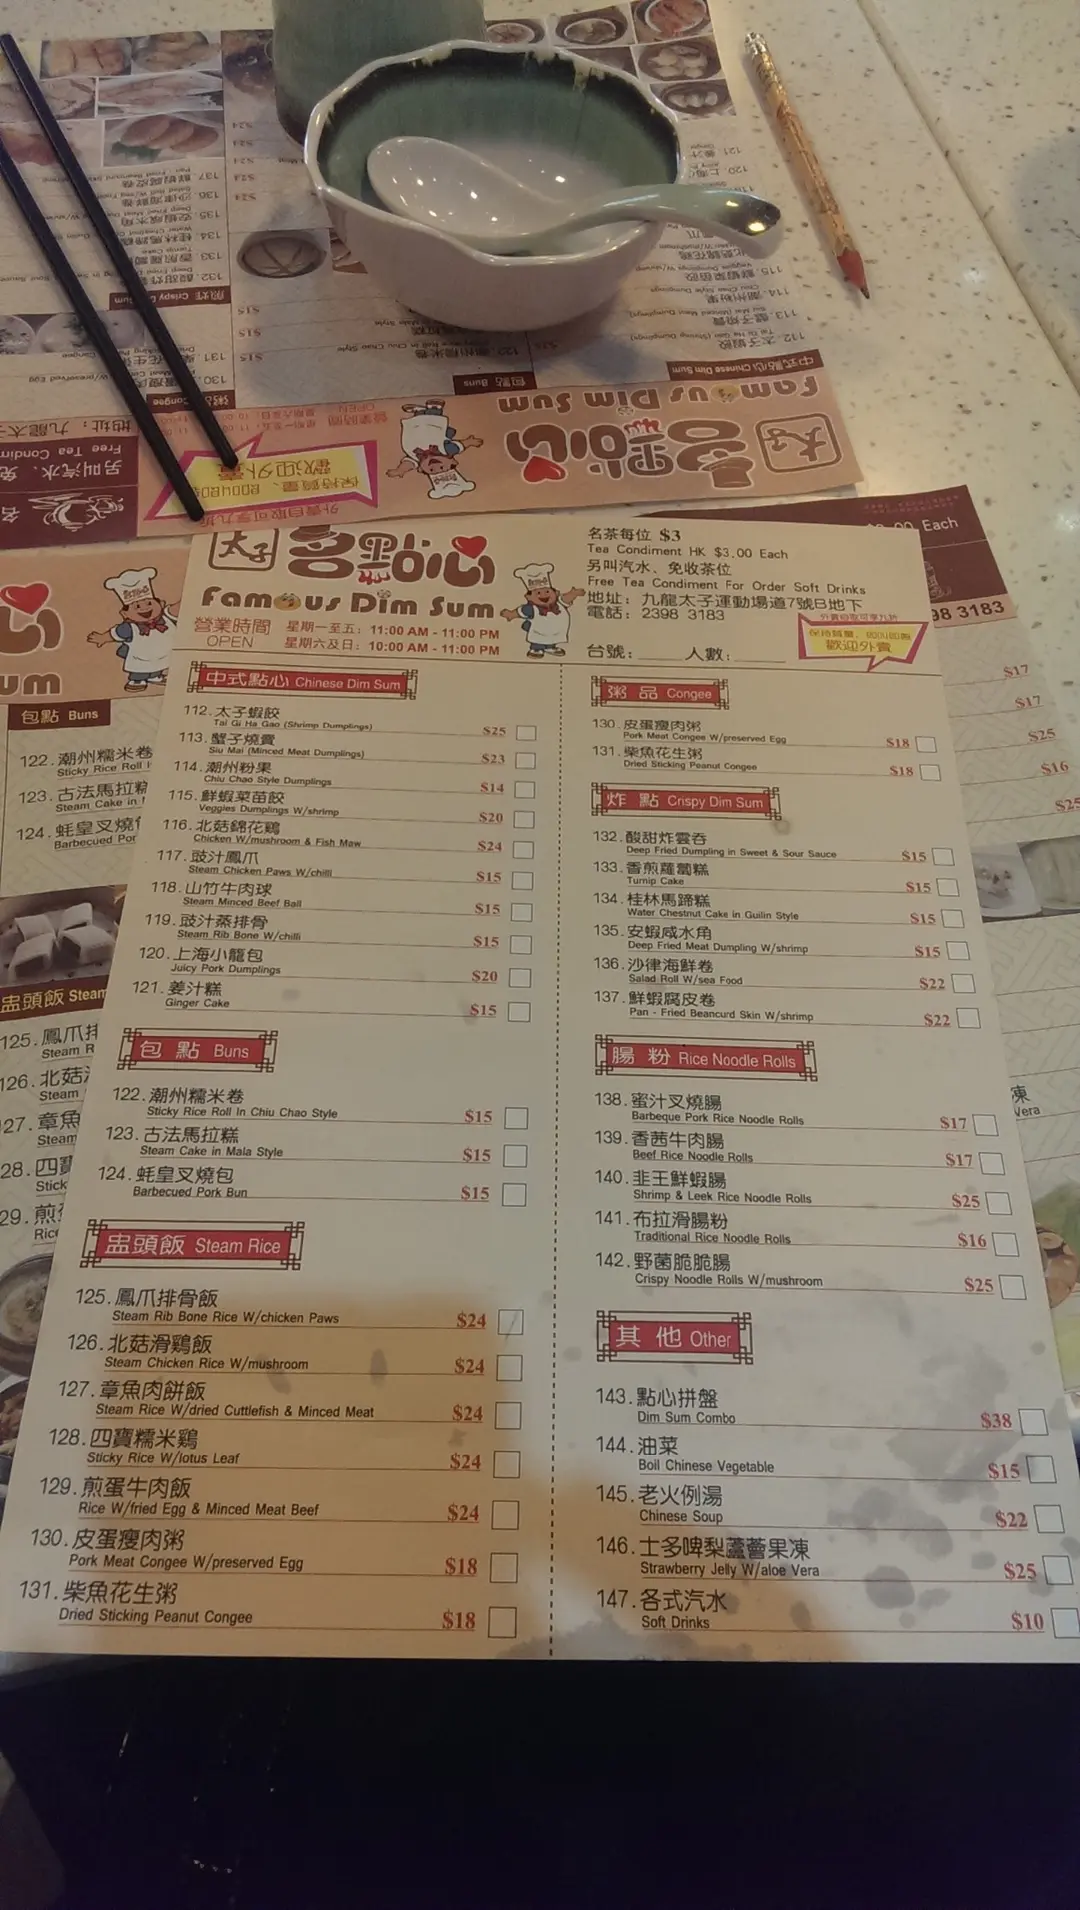 太子 名點心
Famous Dim Sum
營業時間 星期一至五：11:00 AM - 11:00 PM
OPEN 星期六及日：10:00 AM - 11:00 PM
名茶每位 $3
Tea Condiment HK $3.00 Each
另叫汽水、免收茶位
Free Tea Condiment For Order Soft Drinks
地址：九龍太子運動場道7號B地下
電話：2398 3183
外賣自取可享九折
歡迎外賣
台號：_____ 人數：_____
中式點心 Chinese Dim Sum
112.太子蝦餃
Tai Gi Ha Gao (Shrimp Dumplings) $25
113.蟹子燒賣
Siu Mai (Minced Meat Dumplings) $23
114.潮州粉果
Chiu Chao Style Dumplings $14
115.鮮蝦菜苗餃
Veggies Dumplings W/shrimp $20
116.北菇錦花鷄
Chicken W/mushroom & Fish Maw $24
117.豉汁鳳爪
Steam Chicken Paws W/chilli $15
118.山竹牛肉球
Steam Minced Beef Ball $15
119.豉汁蒸排骨
Steam Rib Bone W/chilli $15
120.上海小籠包
Juicy Pork Dumplings $20
121.姜汁糕
Ginger Cake $15
包點 Buns
122.潮州糯米卷
Sticky Rice Roll In Chiu Chao Style $15
123.古法馬拉糕
Steam Cake in Mala Style $15
124.蚝皇叉燒包
Barbecued Pork Bun $15
盅頭飯 Steam Rice
125.鳳爪排骨飯
Steam Rib Bone Rice W/chicken Paws $24
126.北菇滑鷄飯
Steam Chicken Rice W/mushroom $24
127.章魚肉餅飯
Steam Rice W/dried Cuttlefish & Minced Meat $24
128.四寶糯米鷄
Sticky Rice W/lotus Leaf $24
129.煎蛋牛肉飯
Rice W/fried Egg & Minced Meat Beef $24
130.皮蛋瘦肉粥
Pork Meat Congee W/preserved Egg $18
131.柴魚花生粥
Dried Sticking Peanut Congee $18
粥品 Congee
130.皮蛋瘦肉粥
Pork Meat Congee W/preserved Egg $18
131.柴魚花生粥
Dried Sticking Peanut Congee $18
炸點 Crispy Dim Sum
132.酸甜炸雲吞
Deep Fried Dumpling in Sweet & Sour Sauce $15
133.香煎蘿蔔糕
Turnip Cake $15
134.桂林馬蹄糕
Water Chestnut Cake in Guilin Style $15
135.安蝦咸水角
Deep Fried Meat Dumpling W/shrimp $15
136.沙律海鮮卷
Salad Roll W/sea Food $22
137.鮮蝦腐皮卷
Pan - Fried Beancurd Skin W/shrimp $22
腸粉 Rice Noodle Rolls
138.蜜汁叉燒腸
Barbeque Pork Rice Noodle Rolls $17
139.香茜牛肉腸
Beef Rice Noodle Rolls $17
140.韭王鮮蝦腸
Shrimp & Leek Rice Noodle Rolls $25
141.布拉滑腸粉
Traditional Rice Noodle Rolls $16
142.野菌脆脆腸
Crispy Noodle Rolls W/mushroom $25
其他 Other
143.點心拼盤
Dim Sum Combo $38
144.油菜
Boil Chinese Vegetable $15
145.老火例湯
Chinese Soup $22
146.士多啤梨蘆薈果凍
Strawberry Jelly W/aloe Vera $25
147.各式汽水
Soft Drinks $10